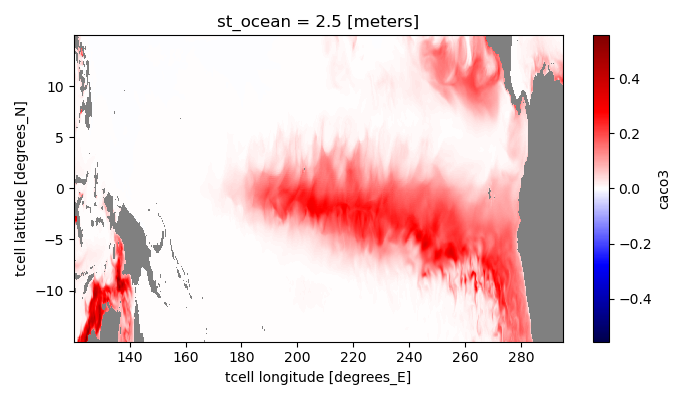 st_ocean = 2.5 [meters]
tcell latitude [degrees_N]
10
5
0
−5
−10
140 160 180 200 220 240 260 280
tcell longitude [degrees_E]
0.4
0.2
0.0
−0.2
−0.4
caco3